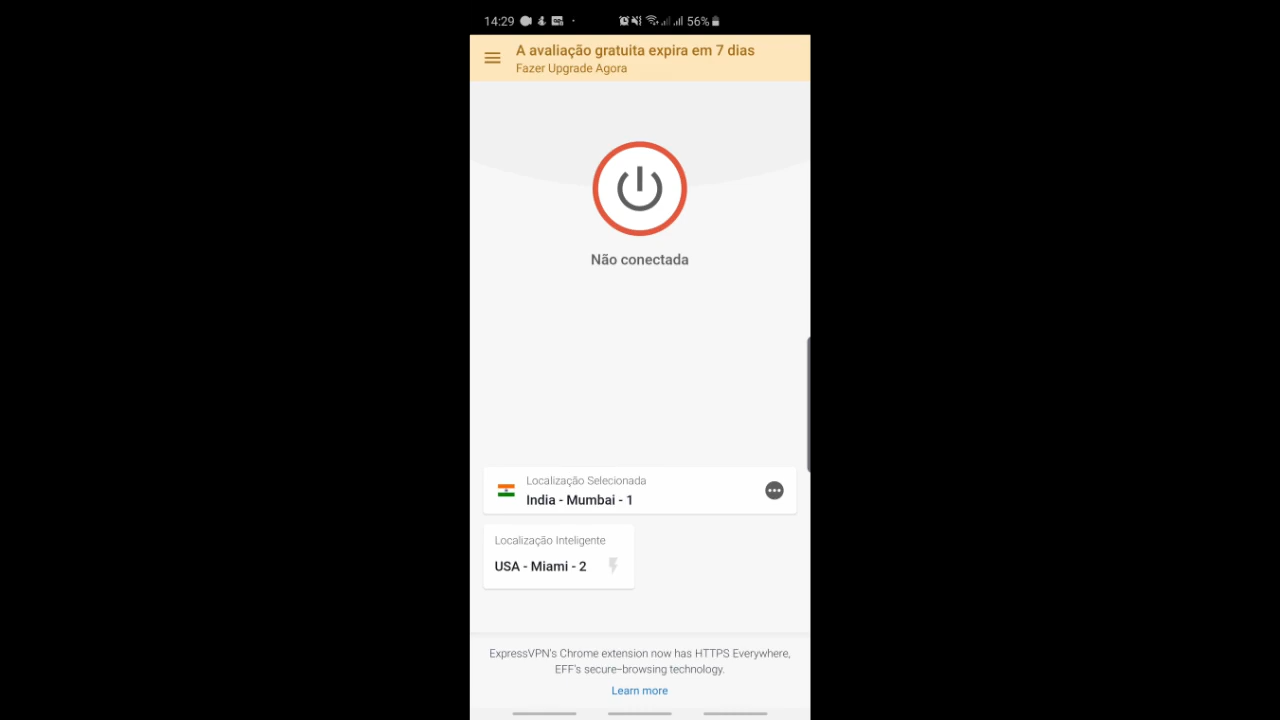 14:29 56%
A avaliação gratuita expira em 7 dias
Fazer Upgrade Agora
Não conectada
Localização Selecionada
India - Mumbai - 1
Localização Inteligente
USA - Miami - 2
ExpressVPN's Chrome extension now has HTTPS Everywhere,
EFF's secure-browsing technology.
Learn more